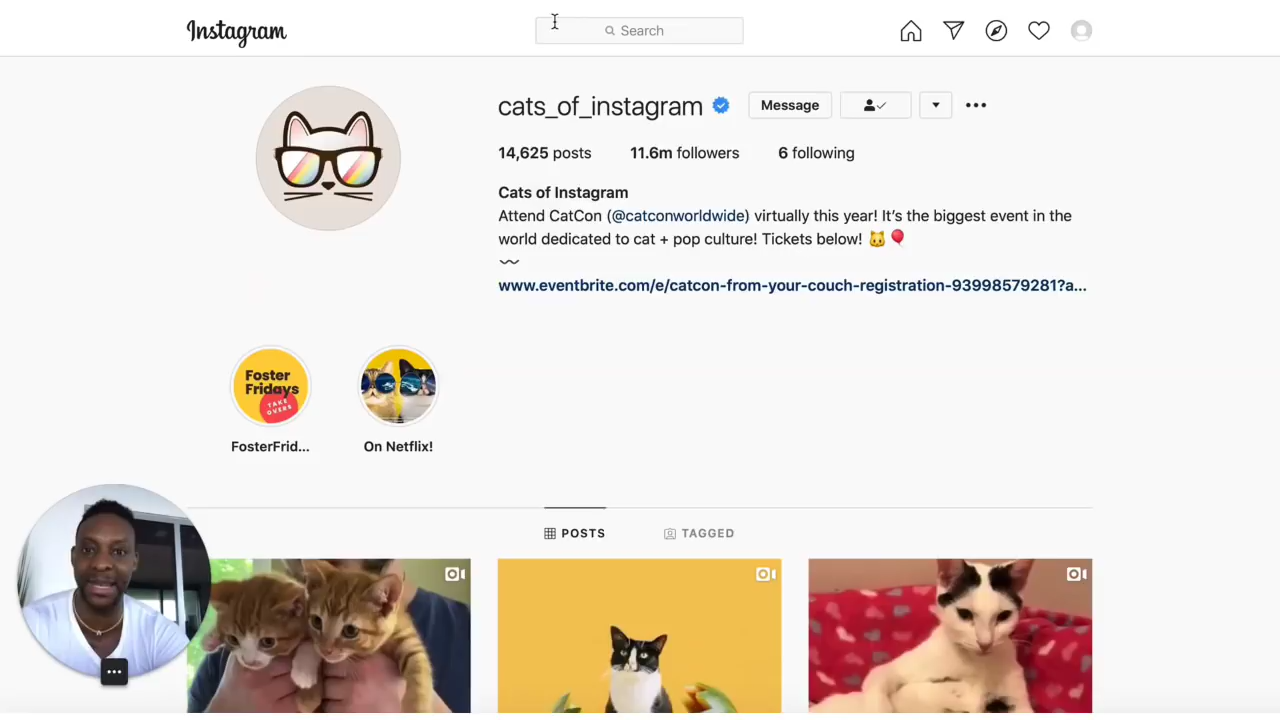 Instagram
Search
cats_of_instagram
Message
14,625 posts
11.6m followers
6 following
Cats of Instagram
Attend CatCon (@catconworldwide) virtually this year! It's the biggest event in the
world dedicated to cat + pop culture! Tickets below! 🐱🎈
www.eventbrite.com/e/catcon-from-your-couch-registration-93998579281?a...
Foster
Fridays
TAKE
OVERS
FosterFrid...
On Netflix!
POSTS
TAGGED